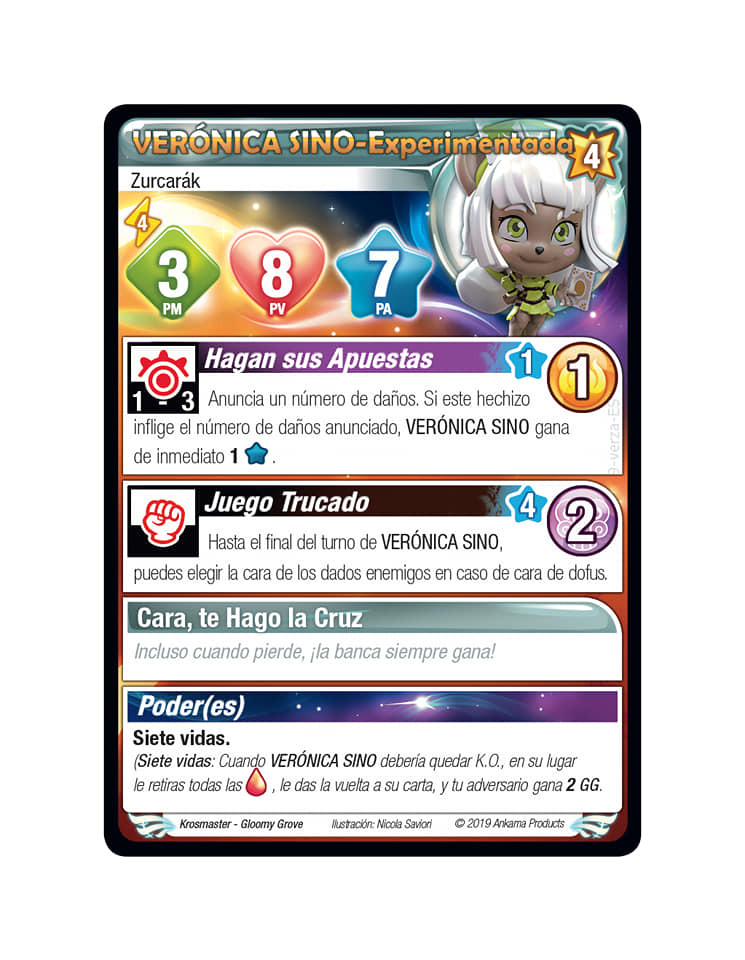 VERÓNICA SINO-Experimentada 4
Zurcarák
4
3 PM
8 PV
7 PA
Hagan sus Apuestas 1 1
1 - 3 Anuncia un número de daños. Si este hechizo
inflige el número de daños anunciado, VERÓNICA SINO gana
de inmediato 1 .
9-verza-ES
Juego Trucado 4 2
Hasta el final del turno de VERÓNICA SINO,
puedes elegir la cara de los dados enemigos en caso de cara de dofus.
Cara, te Hago la Cruz
Incluso cuando pierde, ¡la banca siempre gana!
Poder(es)
Siete vidas.
(Siete vidas: Cuando VERÓNICA SINO debería quedar K.O., en su lugar
le retiras todas las , le das la vuelta a su carta, y tu adversario gana 2 GG.
Krosmaster - Gloomy Grove Ilustración: Nicola Saviori © 2019 Ankama Products